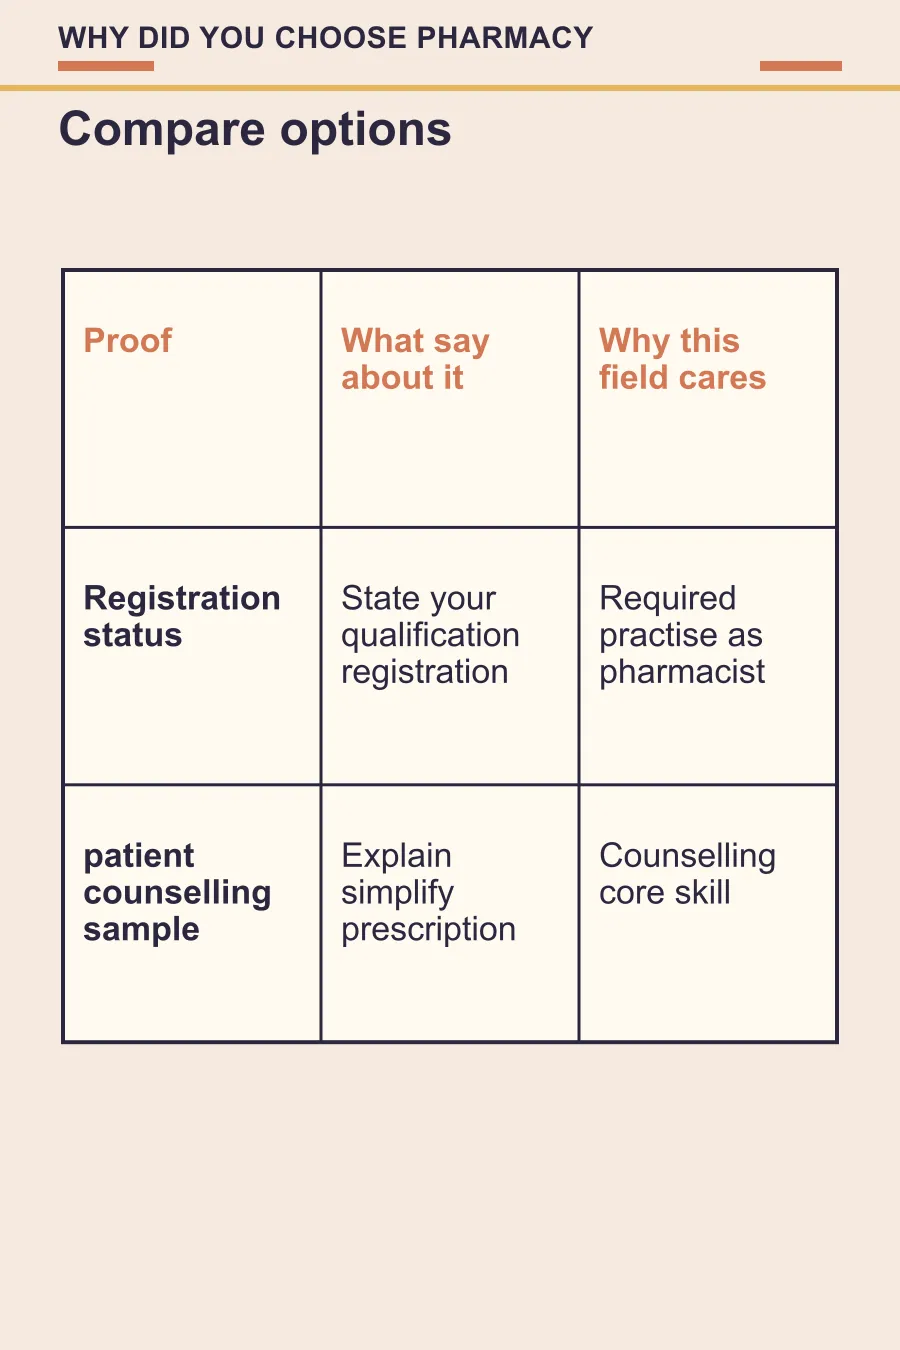 WHY DID YOU CHOOSE PHARMACY
Compare options
Proof
What say
about it
Why this
field cares
Registration
status
State your
qualification
registration
Required
practise as
pharmacist
patient
counselling
sample
Explain
simplify
prescription
Counselling
core skill